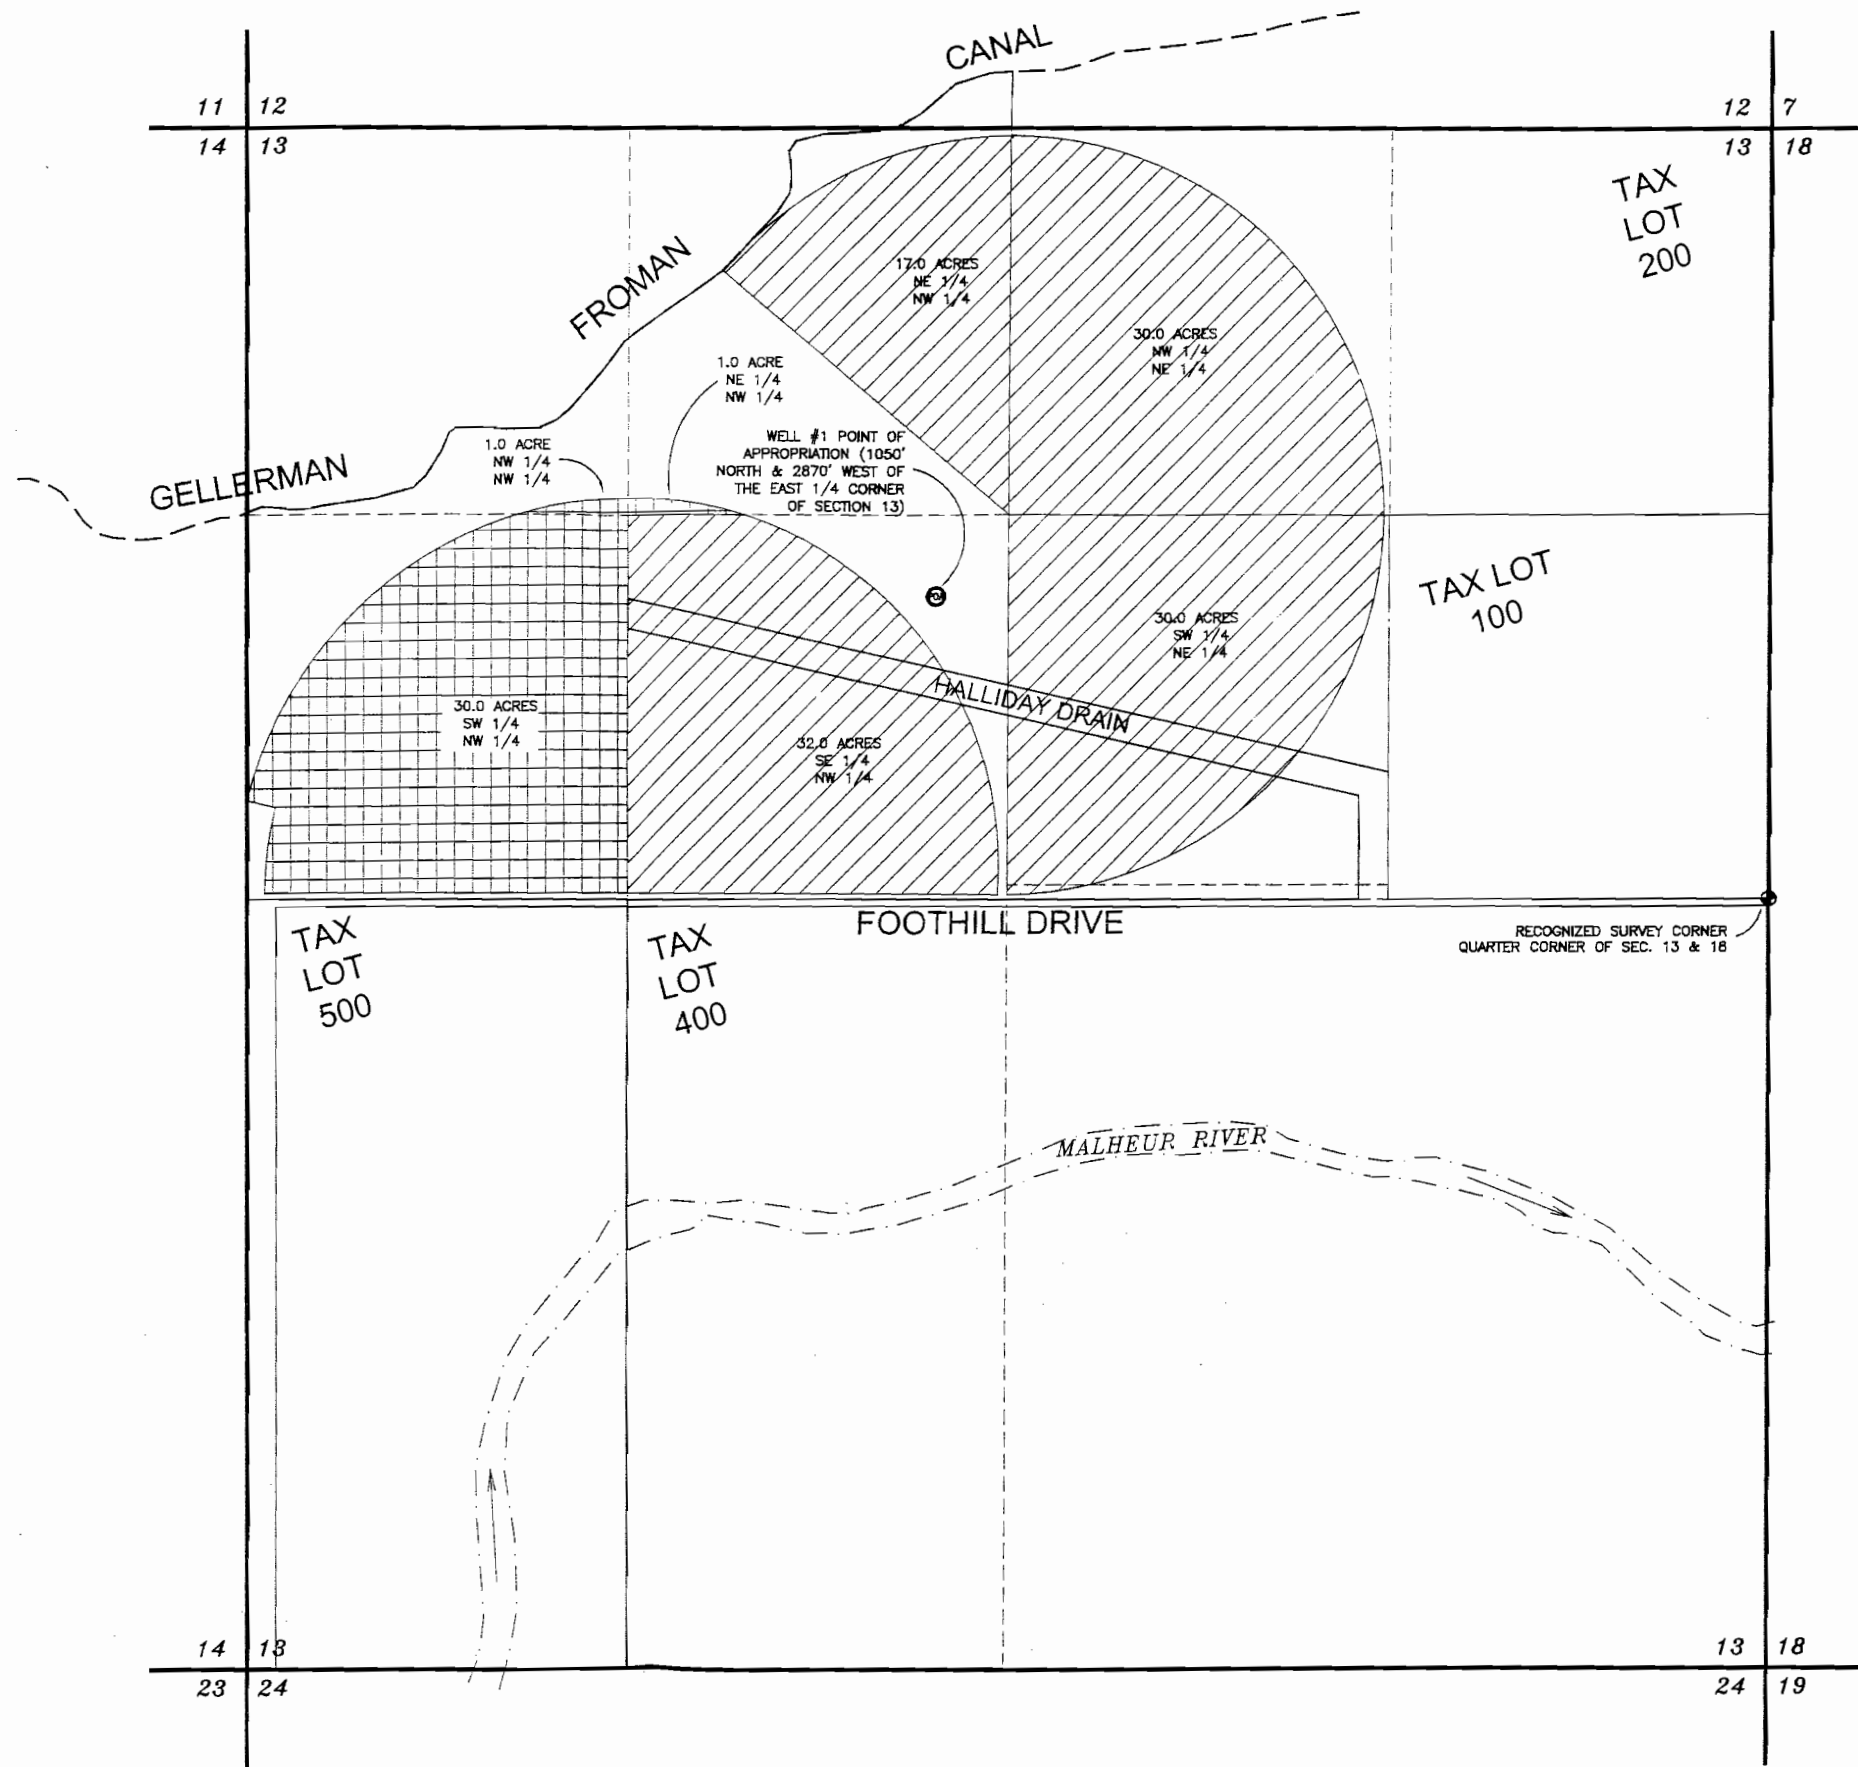 CANAL
11 12
12 7
14 13
13 18
TAX
LOT
200
FROMAN
17.0 ACRES
NE 1/4
NW 1/4
30.0 ACRES
NW 1/4
NE 1/4
1.0 ACRE
NE 1/4
NW 1/4
WELL #1 POINT OF
APPROPRIATION (1050'
NORTH & 2870' WEST OF
THE EAST 1/4 CORNER
OF SECTION 13)
1.0 ACRE
NW 1/4
NW 1/4
GELLERMAN
TAX LOT
100
30.0 ACRES
SW 1/4
NE 1/4
HALLIDAY DRAIN
30.0 ACRES
SW 1/4
NW 1/4
32.0 ACRES
SE 1/4
NW 1/4
FOOTHILL DRIVE
TAX
LOT
500
TAX
LOT
400
RECOGNIZED SURVEY CORNER
QUARTER CORNER OF SEC. 13 & 18
MALHEUR RIVER
14 13
13 18
23 24
24 19